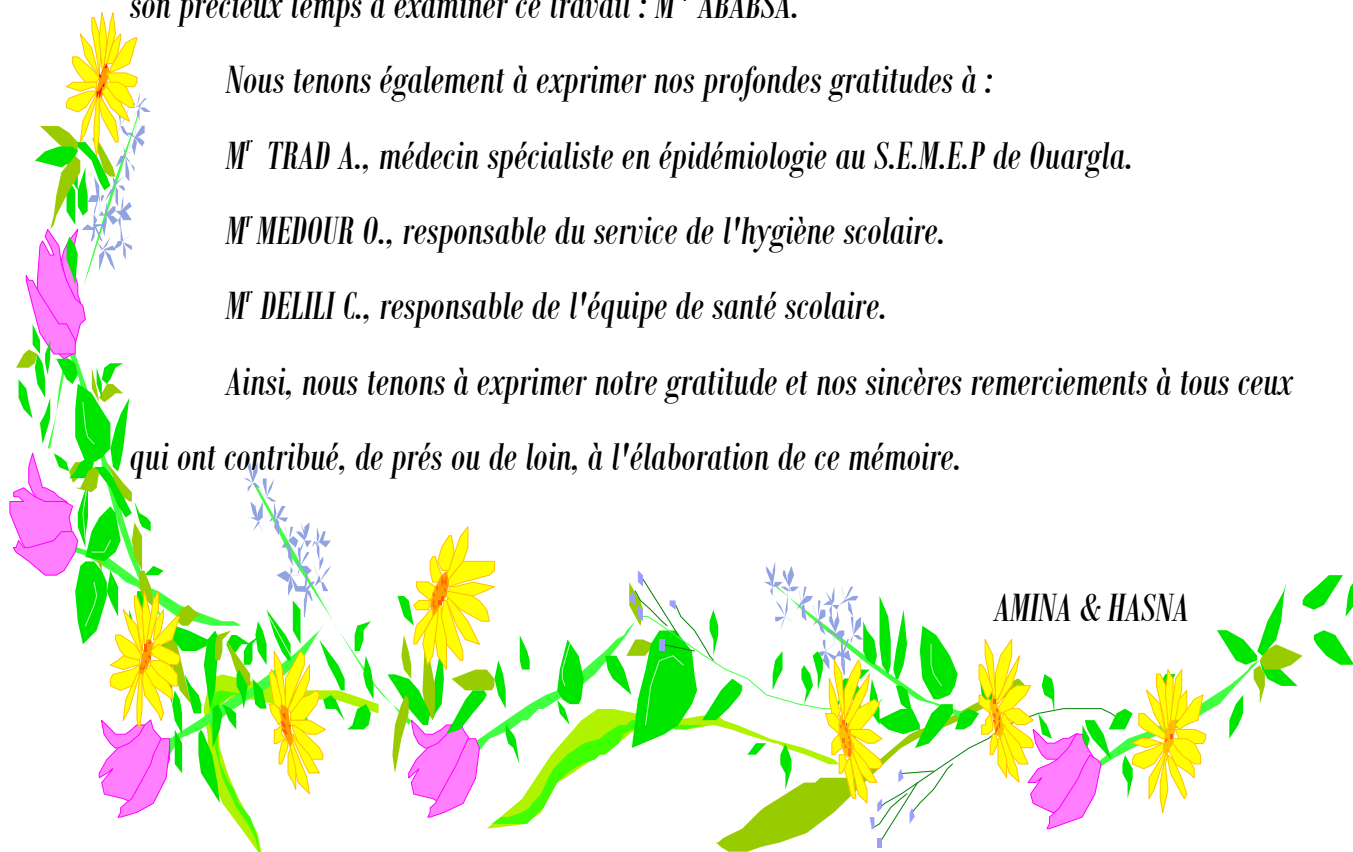 son précieux temps à examiner ce travail : M ABABSA.
Nous tenons également à exprimer nos profondes gratitudes à :
Mr TRAD A., médecin spécialiste en épidémiologie au S.E.M.E.P de Ouargla.
Mr MEDOUR O., responsable du service de l'hygiène scolaire.
Mr DELILI C., responsable de l'équipe de santé scolaire.
Ainsi, nous tenons à exprimer notre gratitude et nos sincères remerciements à tous ceux
qui ont contribué, de prés ou de loin, à l'élaboration de ce mémoire.
AMINA & HASNA